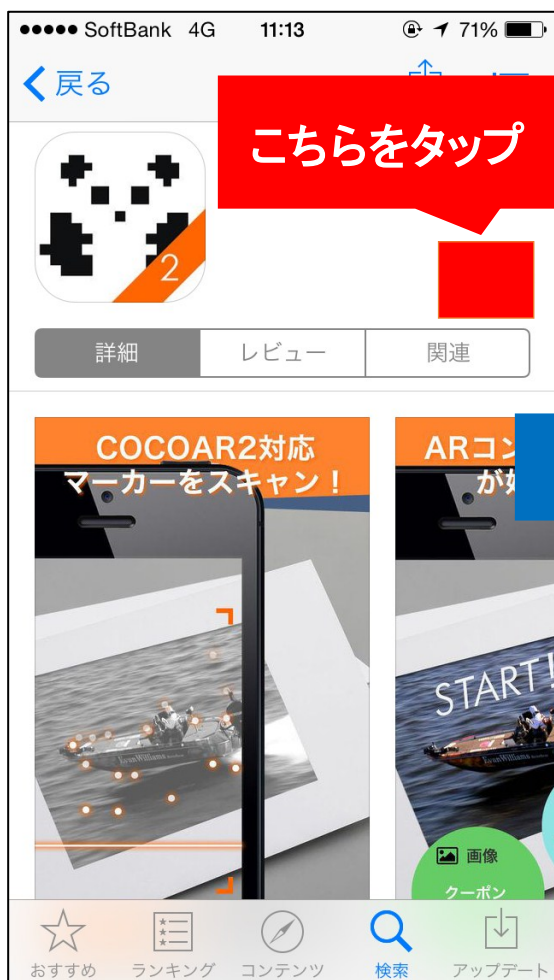 SoftBank 4G 11:13 71%
戻る
こちらをタップ
2
詳細 レビュー 関連
COCOAR2対応
マーカーをスキャン！
ARコン
が
START!
EvanWilliams
EvanWilliams
画像
クーポン
おすすめ ランキング コンテンツ 検索 アップデート